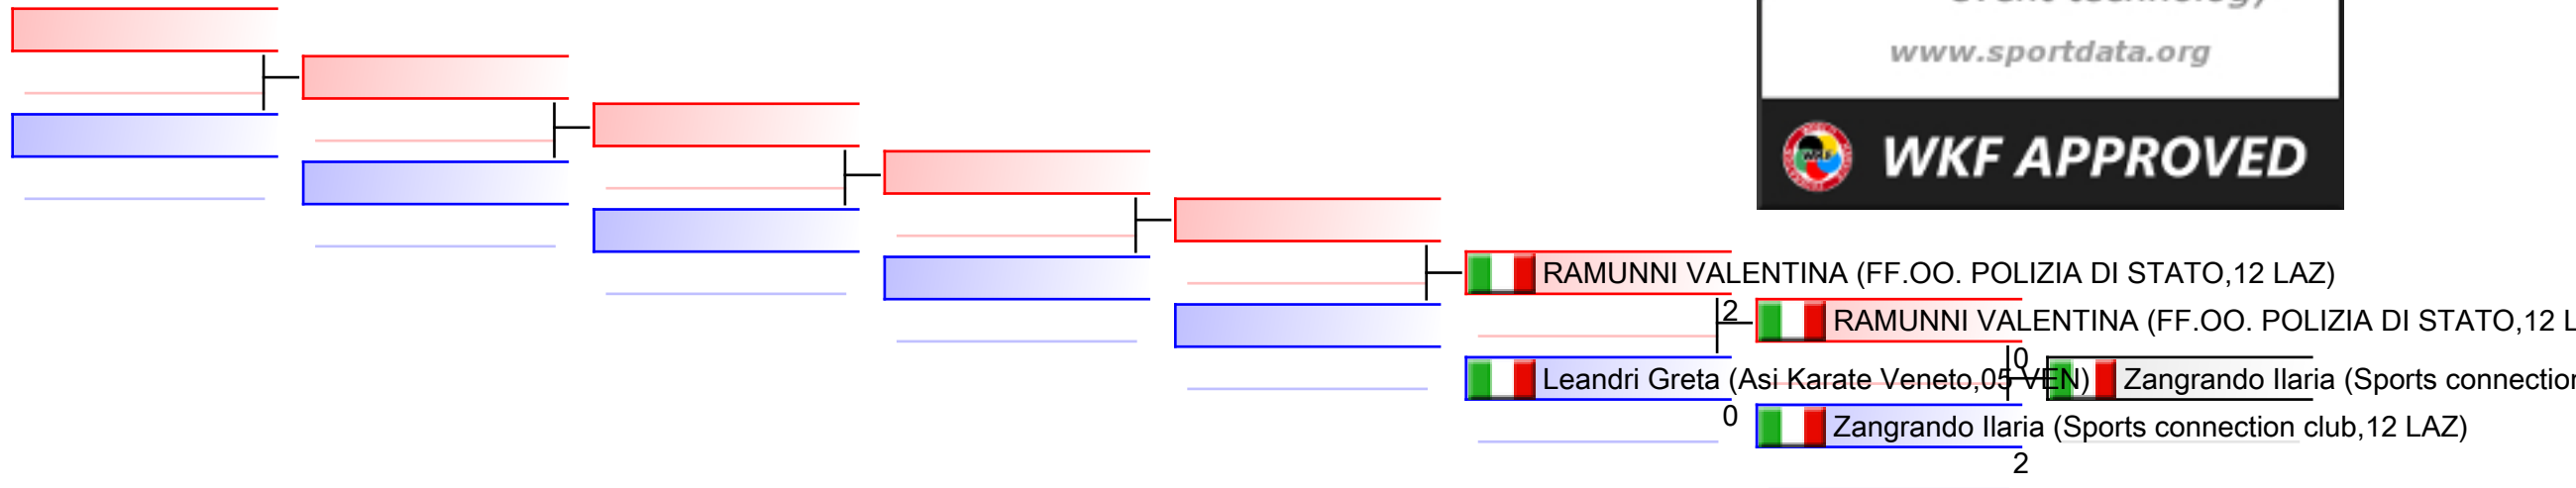 event technology
www.sportdata.org
WKF APPROVED
RAMUNNI VALENTINA (FF.OO. POLIZIA DI STATO,12 LAZ)
2
RAMUNNI VALENTINA (FF.OO. POLIZIA DI STATO,12 L
0
Leandri Greta (Asi Karate Veneto,05 VEN)
Zangrando Ilaria (Sports connection
0
Zangrando Ilaria (Sports connection club,12 LAZ)
2